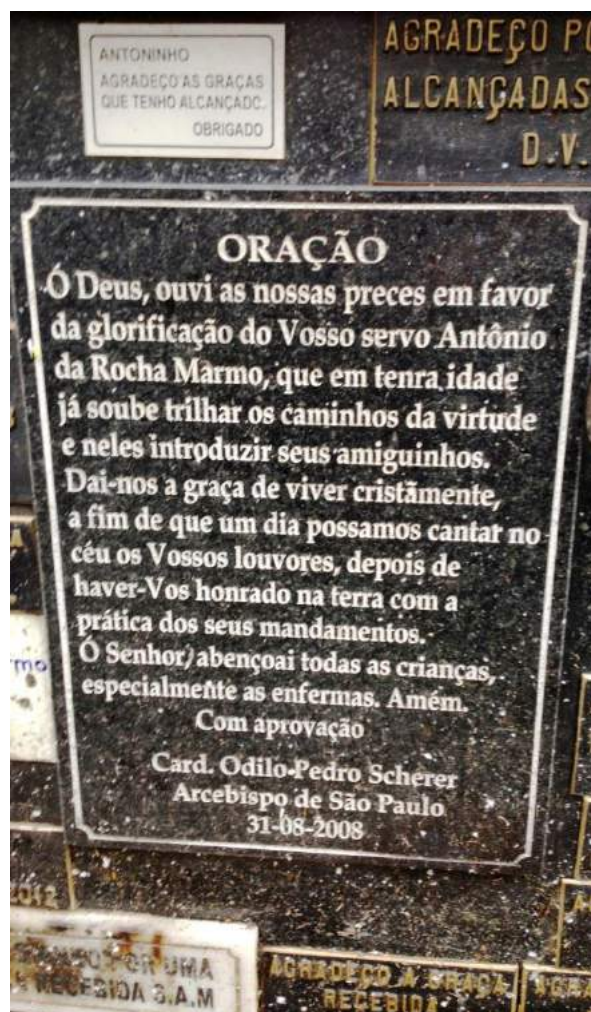 ANTONINHO
AGRADEÇO AS GRAÇAS
QUE TENHO ALCANÇADO.
OBRIGADO
AGRADEÇO
ALCANÇADAS
D.V.
ORAÇÃO
Ó Deus, ouvi as nossas preces em favor
da glorificação do Vosso servo Antônio
da Rocha Marmo, que em tenra idade
já soube trilhar os caminhos da virtude
e neles introduzir seus amiguinhos.
Dai-nos a graça de viver cristãmente,
a fim de que um dia possamos cantar no
céu os Vossos louvores, depois de
haver-Vos honrado na terra com a
prática dos seus mandamentos.
Ó Senhor, abençoai todas as crianças,
especialmente as enfermas. Amém.
Com aprovação
Card. Odilo Pedro Scherer
Arcebispo de São Paulo
31-08-2008
2012
POR UMA
RECEBIDA S.A.M
AGRADEÇO A GRAÇA
RECEBIDA